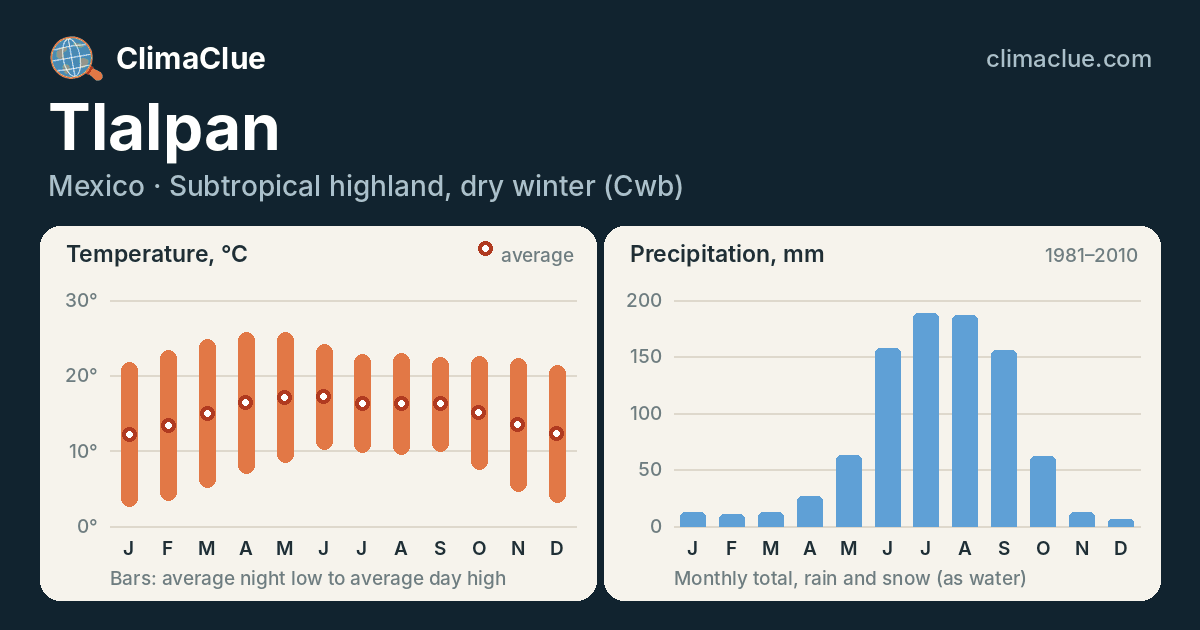 ClimaClue
climaclue.com
Tlalpan
Mexico · Subtropical highland, dry winter (Cwb)
Temperature, °C
average
30°
20°
10°
0°
J F M A M J J A S O N D
Bars: average night low to average day high
Precipitation, mm
1981–2010
200
150
100
50
0
J F M A M J J A S O N D
Monthly total, rain and snow (as water)